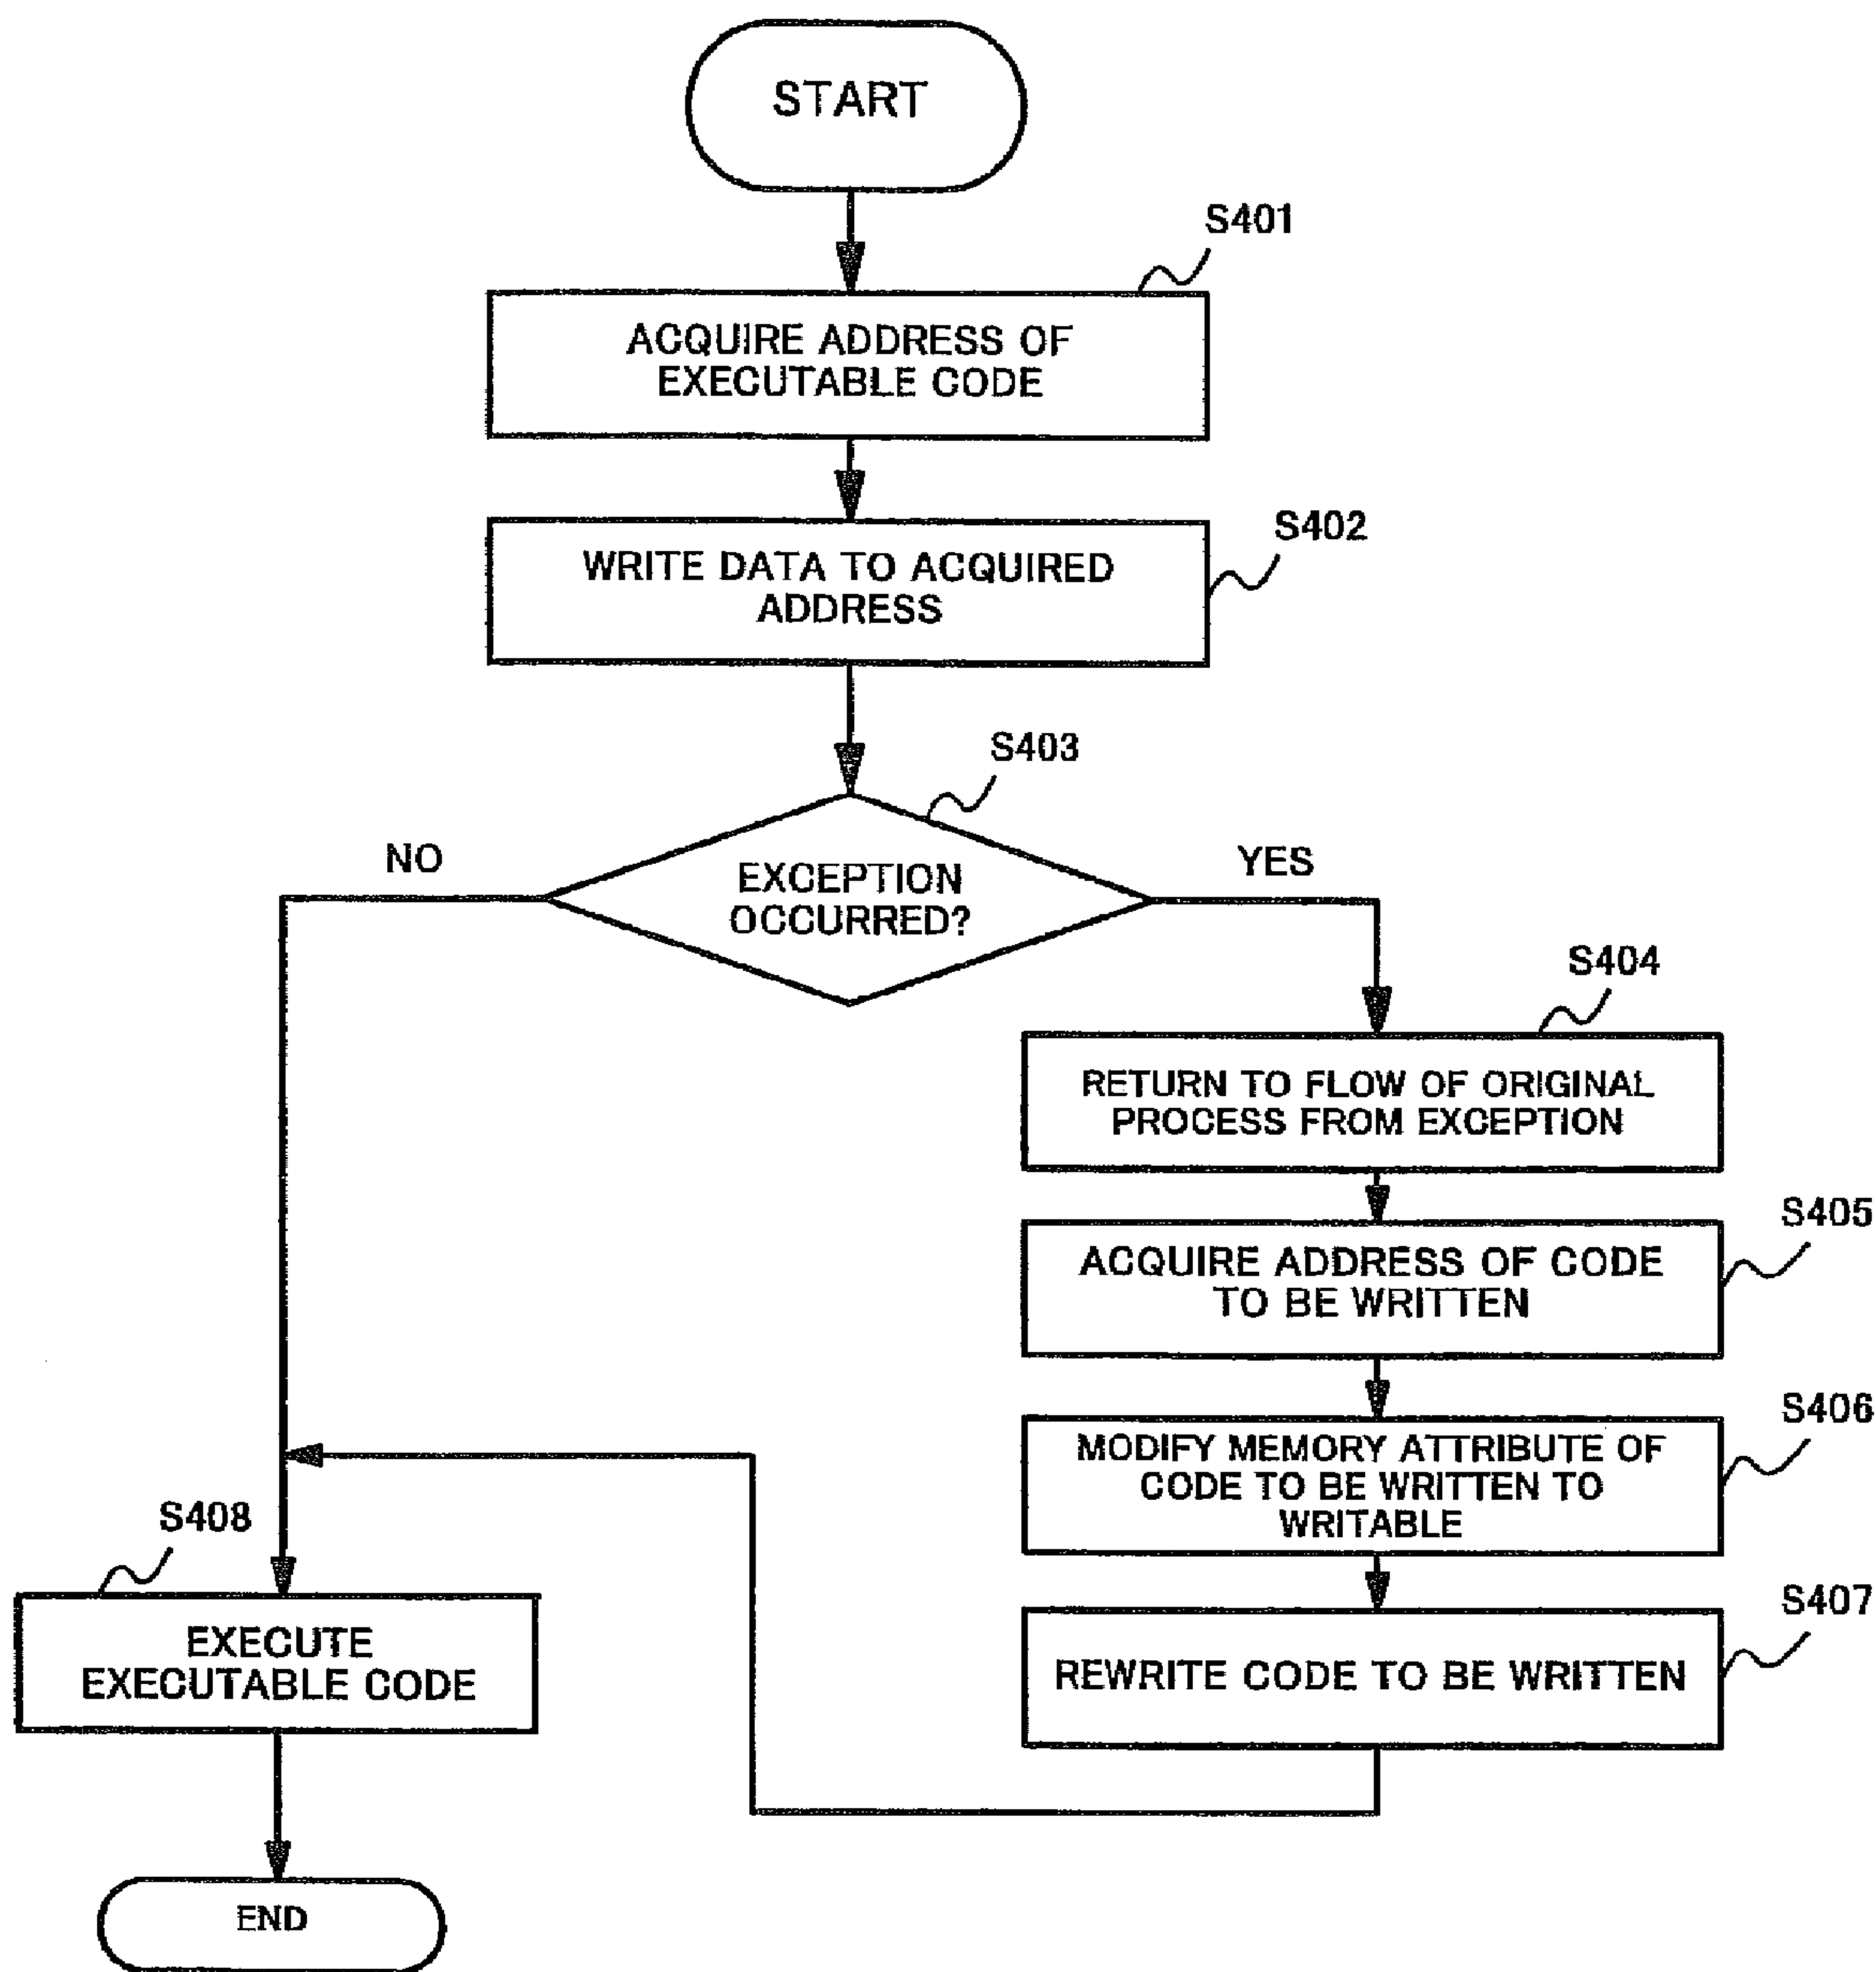 START
S401
ACQUIRE ADDRESS OF
EXECUTABLE CODE
S402
WRITE DATA TO ACQUIRED
ADDRESS
S403
NO
EXCEPTION
OCCURRED?
YES
S404
RETURN TO FLOW OF ORIGINAL
PROCESS FROM EXCEPTION
S405
ACQUIRE ADDRESS OF CODE
TO BE WRITTEN
S406
MODIFY MEMORY ATTRIBUTE OF
CODE TO BE WRITTEN TO
WRITABLE
S407
REWRITE CODE TO BE WRITTEN
S408
EXECUTE
EXECUTABLE CODE
END